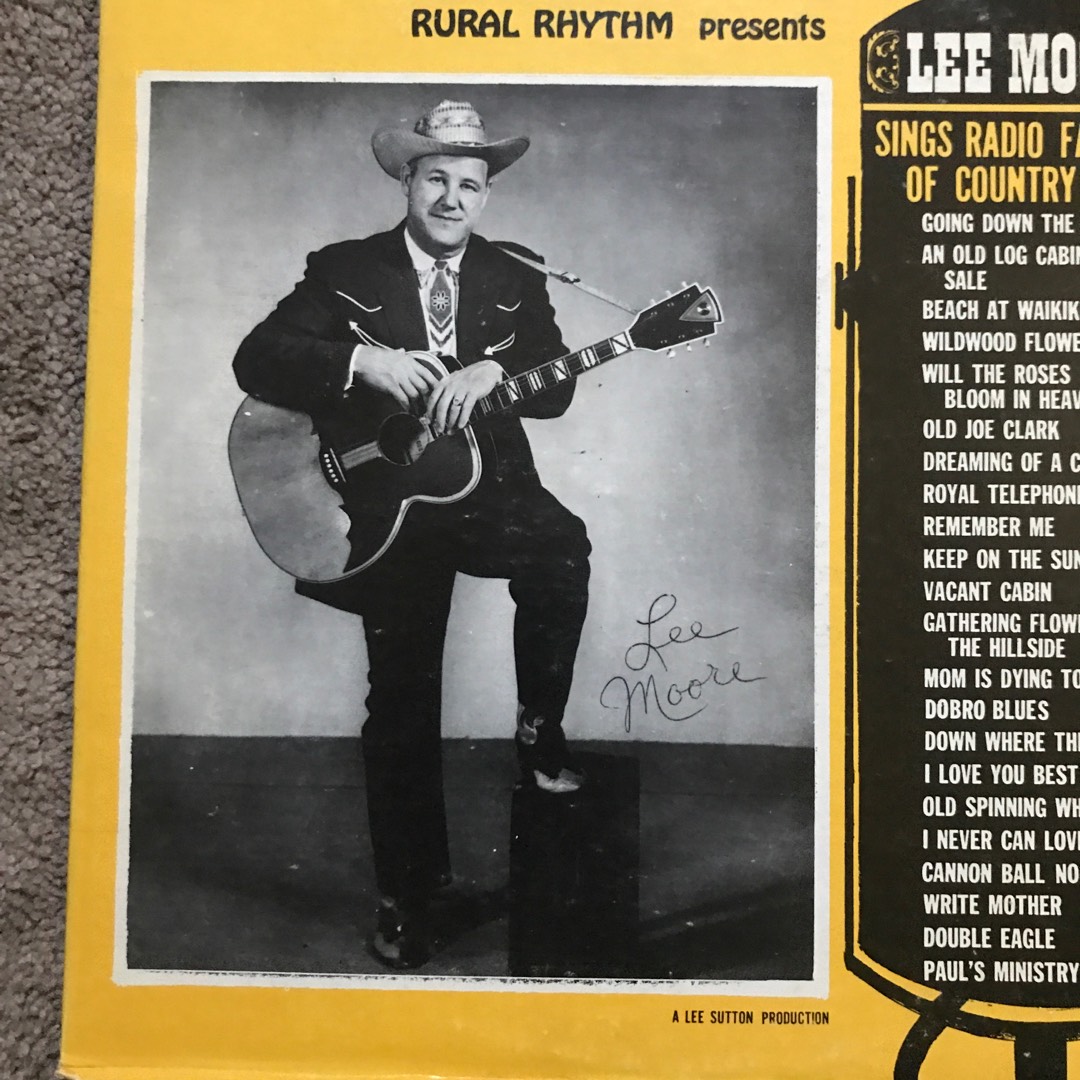 RURAL RHYTHM presents
LEE MO
SINGS RADIO FA
OF COUNTRY
GOING DOWN THE
AN OLD LOG CABIN
SALE
BEACH AT WAIKIK
WILDWOOD FLOWE
WILL THE ROSES
BLOOM IN HEAV
OLD JOE CLARK
DREAMING OF A C
ROYAL TELEPHON
REMEMBER ME
KEEP ON THE SUN
VACANT CABIN
GATHERING FLOWE
THE HILLSIDE
MOM IS DYING TO
DOBRO BLUES
DOWN WHERE THE
I LOVE YOU BEST
OLD SPINNING WH
I NEVER CAN LOVE
CANNON BALL NO
WRITE MOTHER
DOUBLE EAGLE
PAUL'S MINISTRY
Lee
Moore
A LEE SUTTON PRODUCTION